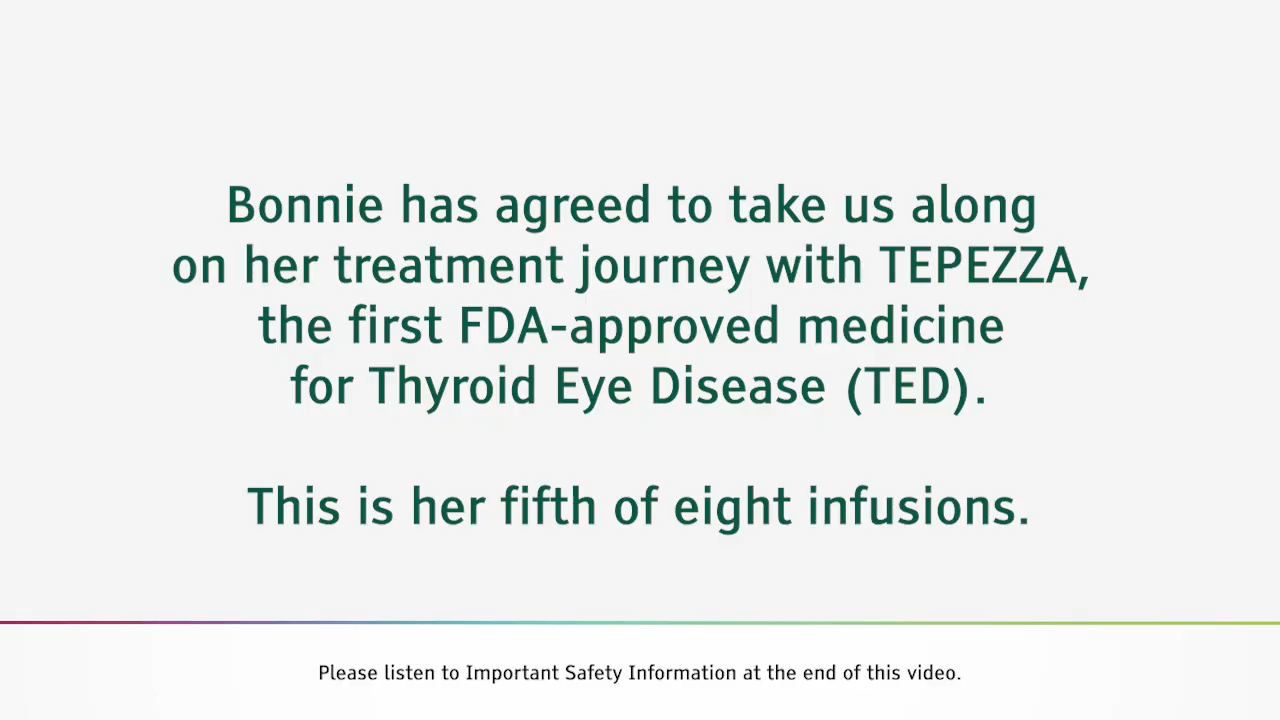 Bonnie has agreed to take us along
on her treatment journey with TEPEZZA,
the first FDA-approved medicine
for Thyroid Eye Disease (TED).
This is her fifth of eight infusions.
Please listen to Important Safety Information at the end of this video.